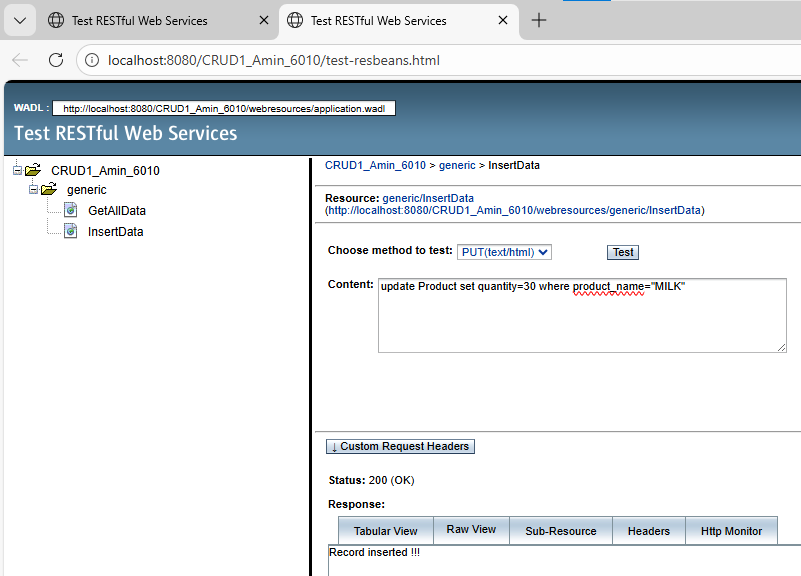 Test RESTful Web Services
Test RESTful Web Services
localhost:8080/CRUD1_Amin_6010/test-resbeans.html
WADL : http://localhost:8080/CRUD1_Amin_6010/webresources/application.wadl
Test RESTful Web Services
CRUD1_Amin_6010
generic
GetAllData
InsertData
CRUD1_Amin_6010 > generic > InsertData
Resource: generic/InsertData
(http://localhost:8080/CRUD1_Amin_6010/webresources/generic/InsertData)
Choose method to test: PUT(text/html) Test
Content: update Product set quantity=30 where product_name="MILK"
↓ Custom Request Headers
Status: 200 (OK)
Response:
Tabular View Raw View Sub-Resource Headers Http Monitor
Record inserted !!!